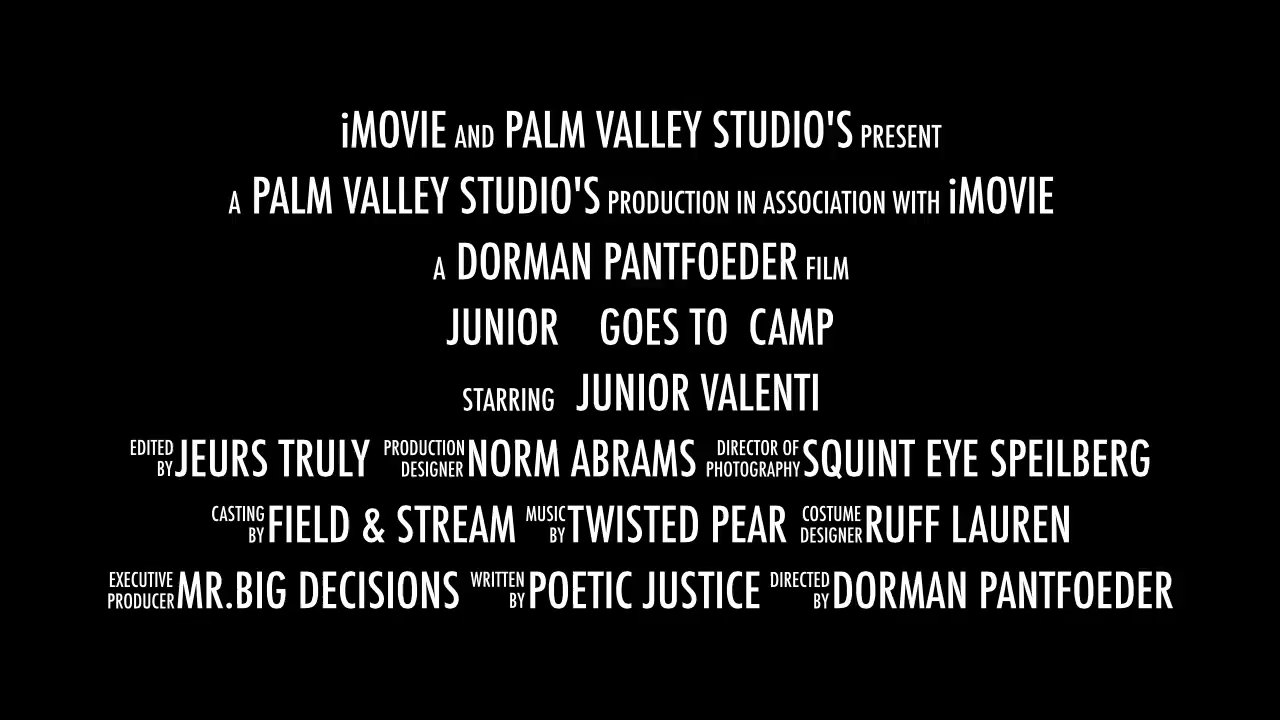 iMOVIE AND PALM VALLEY STUDIO'S PRESENT
A PALM VALLEY STUDIO'S PRODUCTION IN ASSOCIATION WITH iMOVIE
A DORMAN PANTFOEDER FILM
JUNIOR GOES TO CAMP
STARRING JUNIOR VALENTI
EDITED BY JEURS TRULY PRODUCTION DESIGNER NORM ABRAMS DIRECTOR OF PHOTOGRAPHY SQUINT EYE SPEILBERG
CASTING BY FIELD & STREAM MUSIC BY TWISTED PEAR COSTUME DESIGNER RUFF LAUREN
EXECUTIVE PRODUCER MR.BIG DECISIONS WRITTEN BY POETIC JUSTICE DIRECTED BY DORMAN PANTFOEDER